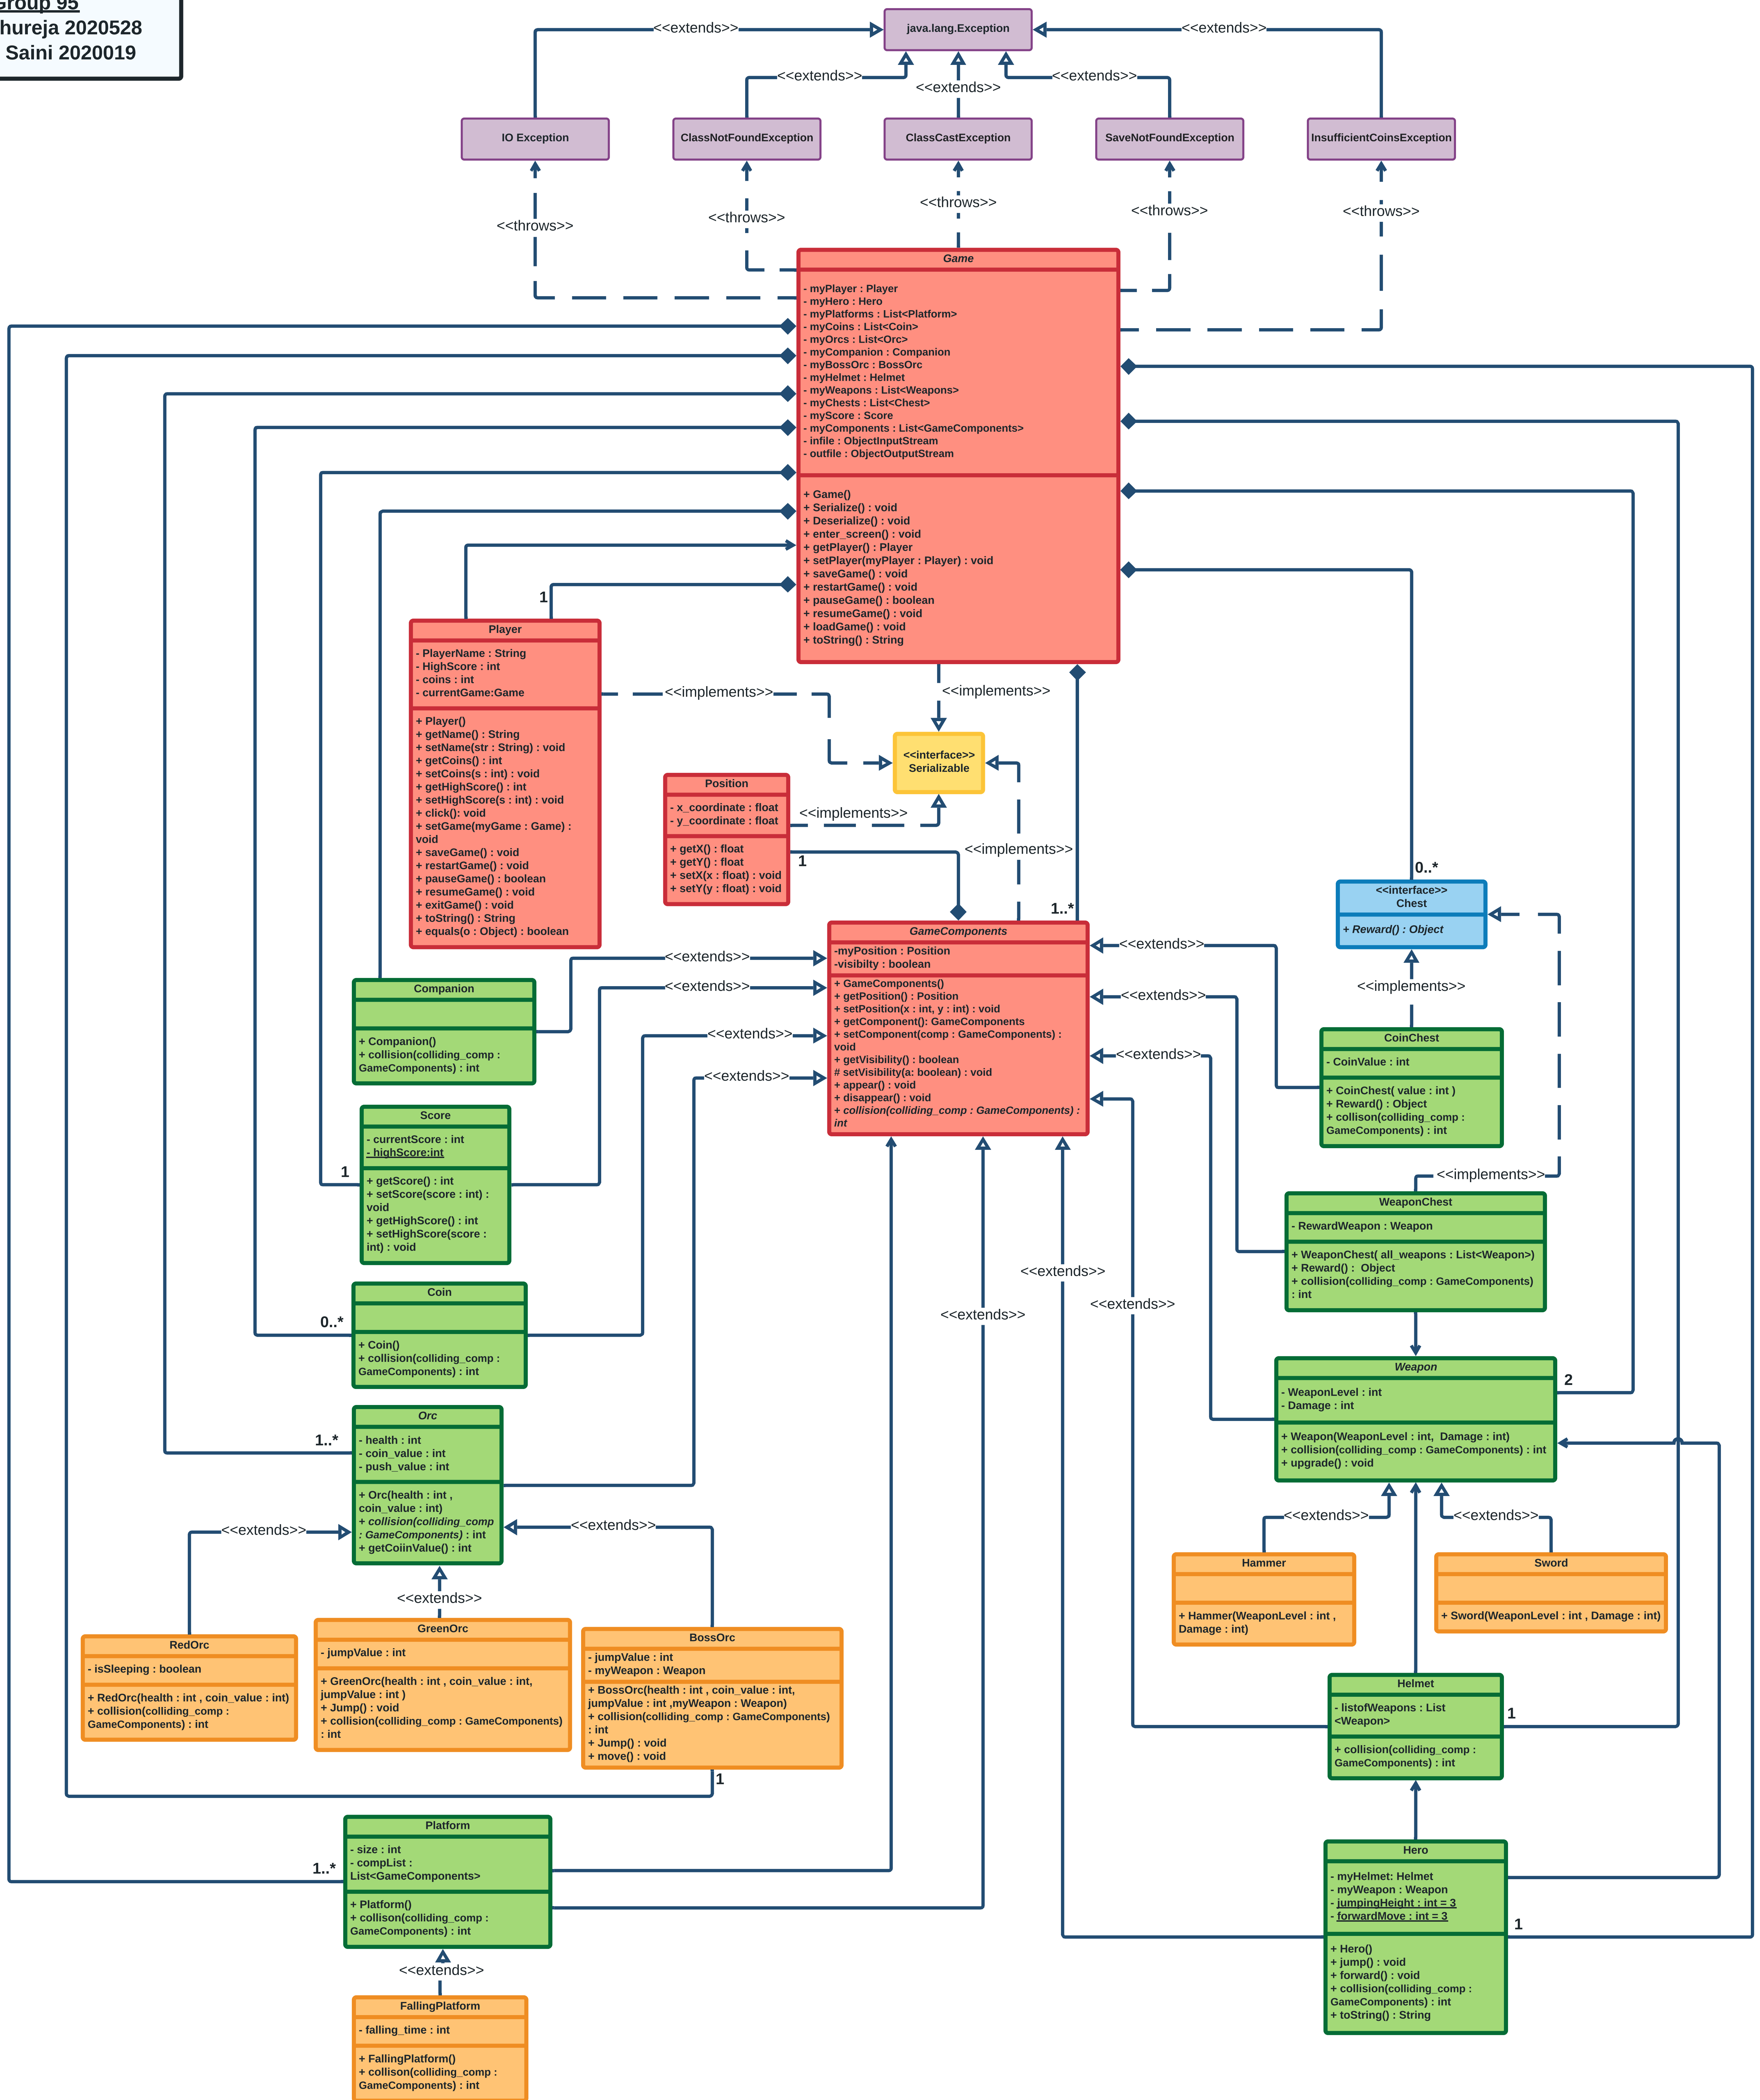 Group 95
hureja 2020528
Saini 2020019
<<extends>>
java.lang.Exception
<<extends>>
<<extends>>
<<extends>>
<<extends>>
IO Exception
ClassNotFoundException
ClassCastException
SaveNotFoundException
InsufficientCoinsException
<<throws>>
<<throws>>
<<throws>>
<<throws>>
<<throws>>
Game
- myPlayer : Player
- myHero : Hero
- myPlatforms : List<Platform>
- myCoins : List<Coin>
- myOrcs : List<Orc>
- myCompanion : Companion
- myBossOrc : BossOrc
- myHelmet : Helmet
- myWeapons : List<Weapons>
- myChests : List<Chest>
- myScore : Score
- myComponents : List<GameComponents>
- infile : ObjectInputStream
- outfile : ObjectOutputStream
+ Game()
+ Serialize() : void
+ Deserialize() : void
+ enter_screen() : void
+ getPlayer() : Player
+ setPlayer(myPlayer : Player) : void
+ saveGame() : void
+ restartGame() : void
+ pauseGame() : boolean
+ resumeGame() : void
+ loadGame() : void
+ toString() : String
1
Player
- PlayerName : String
- HighScore : int
- coins : int
- currentGame:Game
+ Player()
+ getName() : String
+ setName(str : String) : void
+ getCoins() : int
+ setCoins(s : int) : void
+ getHighScore() : int
+ setHighScore(s : int) : void
+ click(): void
+ setGame(myGame : Game) :
void
+ saveGame() : void
+ restartGame() : void
+ pauseGame() : boolean
+ resumeGame() : void
+ exitGame() : void
+ toString() : String
+ equals(o : Object) : boolean
<<implements>>
<<implements>>
<<interface>>
Serializable
Position
- x_coordinate : float
- y_coordinate : float
+ getX() : float
+ getY() : float
+ setX(x : float) : void
+ setY(y : float) : void
<<implements>>
1
<<implements>>
1..*
0..*
<<interface>>
Chest
+ Reward() : Object
GameComponents
-myPosition : Position
-visibilty : boolean
+ GameComponents()
+ getPosition() : Position
+ setPosition(x : int, y : int) : void
+ getComponent(): GameComponents
+ setComponent(comp : GameComponents) :
void
+ getVisibility() : boolean
# setVisibility(a: boolean) : void
+ appear() : void
+ disappear() : void
+ collision(colliding_comp : GameComponents) :
int
<<extends>>
<<extends>>
<<extends>>
<<extends>>
<<extends>>
<<extends>>
<<extends>>
<<implements>>
Companion
+ Companion()
+ collision(colliding_comp :
GameComponents) : int
CoinChest
- CoinValue : int
+ CoinChest( value : int )
+ Reward() : Object
+ collison(colliding_comp :
GameComponents) : int
Score
- currentScore : int
- highScore:int
+ getScore() : int
+ setScore(score : int) :
void
+ getHighScore() : int
+ setHighScore(score :
int) : void
1
<<implements>>
WeaponChest
- RewardWeapon : Weapon
+ WeaponChest( all_weapons : List<Weapon>)
+ Reward() :  Object
+ collision(colliding_comp : GameComponents)
: int
<<extends>>
<<extends>>
<<extends>>
Coin
+ Coin()
+ collision(colliding_comp :
GameComponents) : int
0..*
Weapon
- WeaponLevel : int
- Damage : int
+ Weapon(WeaponLevel : int,  Damage : int)
+ collision(colliding_comp : GameComponents) : int
+ upgrade() : void
2
Orc
- health : int
- coin_value : int
- push_value : int
+ Orc(health : int ,
coin_value : int)
+ collision(colliding_comp
: GameComponents) : int
+ getCoiinValue() : int
1..*
<<extends>>
<<extends>>
<<extends>>
<<extends>>
<<extends>>
Hammer
+ Hammer(WeaponLevel : int ,
Damage : int)
Sword
+ Sword(WeaponLevel : int , Damage : int)
RedOrc
- isSleeping : boolean
+ RedOrc(health : int , coin_value : int)
+ collision(colliding_comp :
GameComponents) : int
GreenOrc
- jumpValue : int
+ GreenOrc(health : int , coin_value : int,
jumpValue : int )
+ Jump() : void
+ collision(colliding_comp : GameComponents)
: int
BossOrc
- jumpValue : int
- myWeapon : Weapon
+ BossOrc(health : int , coin_value : int,
jumpValue : int ,myWeapon : Weapon)
+ collision(colliding_comp : GameComponents)
: int
+ Jump() : void
+ move() : void
1
Helmet
- listofWeapons : List
<Weapon>
+ collision(colliding_comp :
GameComponents) : int
1
Platform
- size : int
- compList :
List<GameComponents>
+ Platform()
+ collison(colliding_comp :
GameComponents) : int
1..*
Hero
- myHelmet: Helmet
- myWeapon : Weapon
- jumpingHeight : int = 3
- forwardMove : int = 3
+ Hero()
+ jump() : void
+ forward() : void
+ collision(colliding_comp :
GameComponents) : int
+ toString() : String
1
<<extends>>
FallingPlatform
- falling_time : int
+ FallingPlatform()
+ collison(colliding_comp :
GameComponents) : int